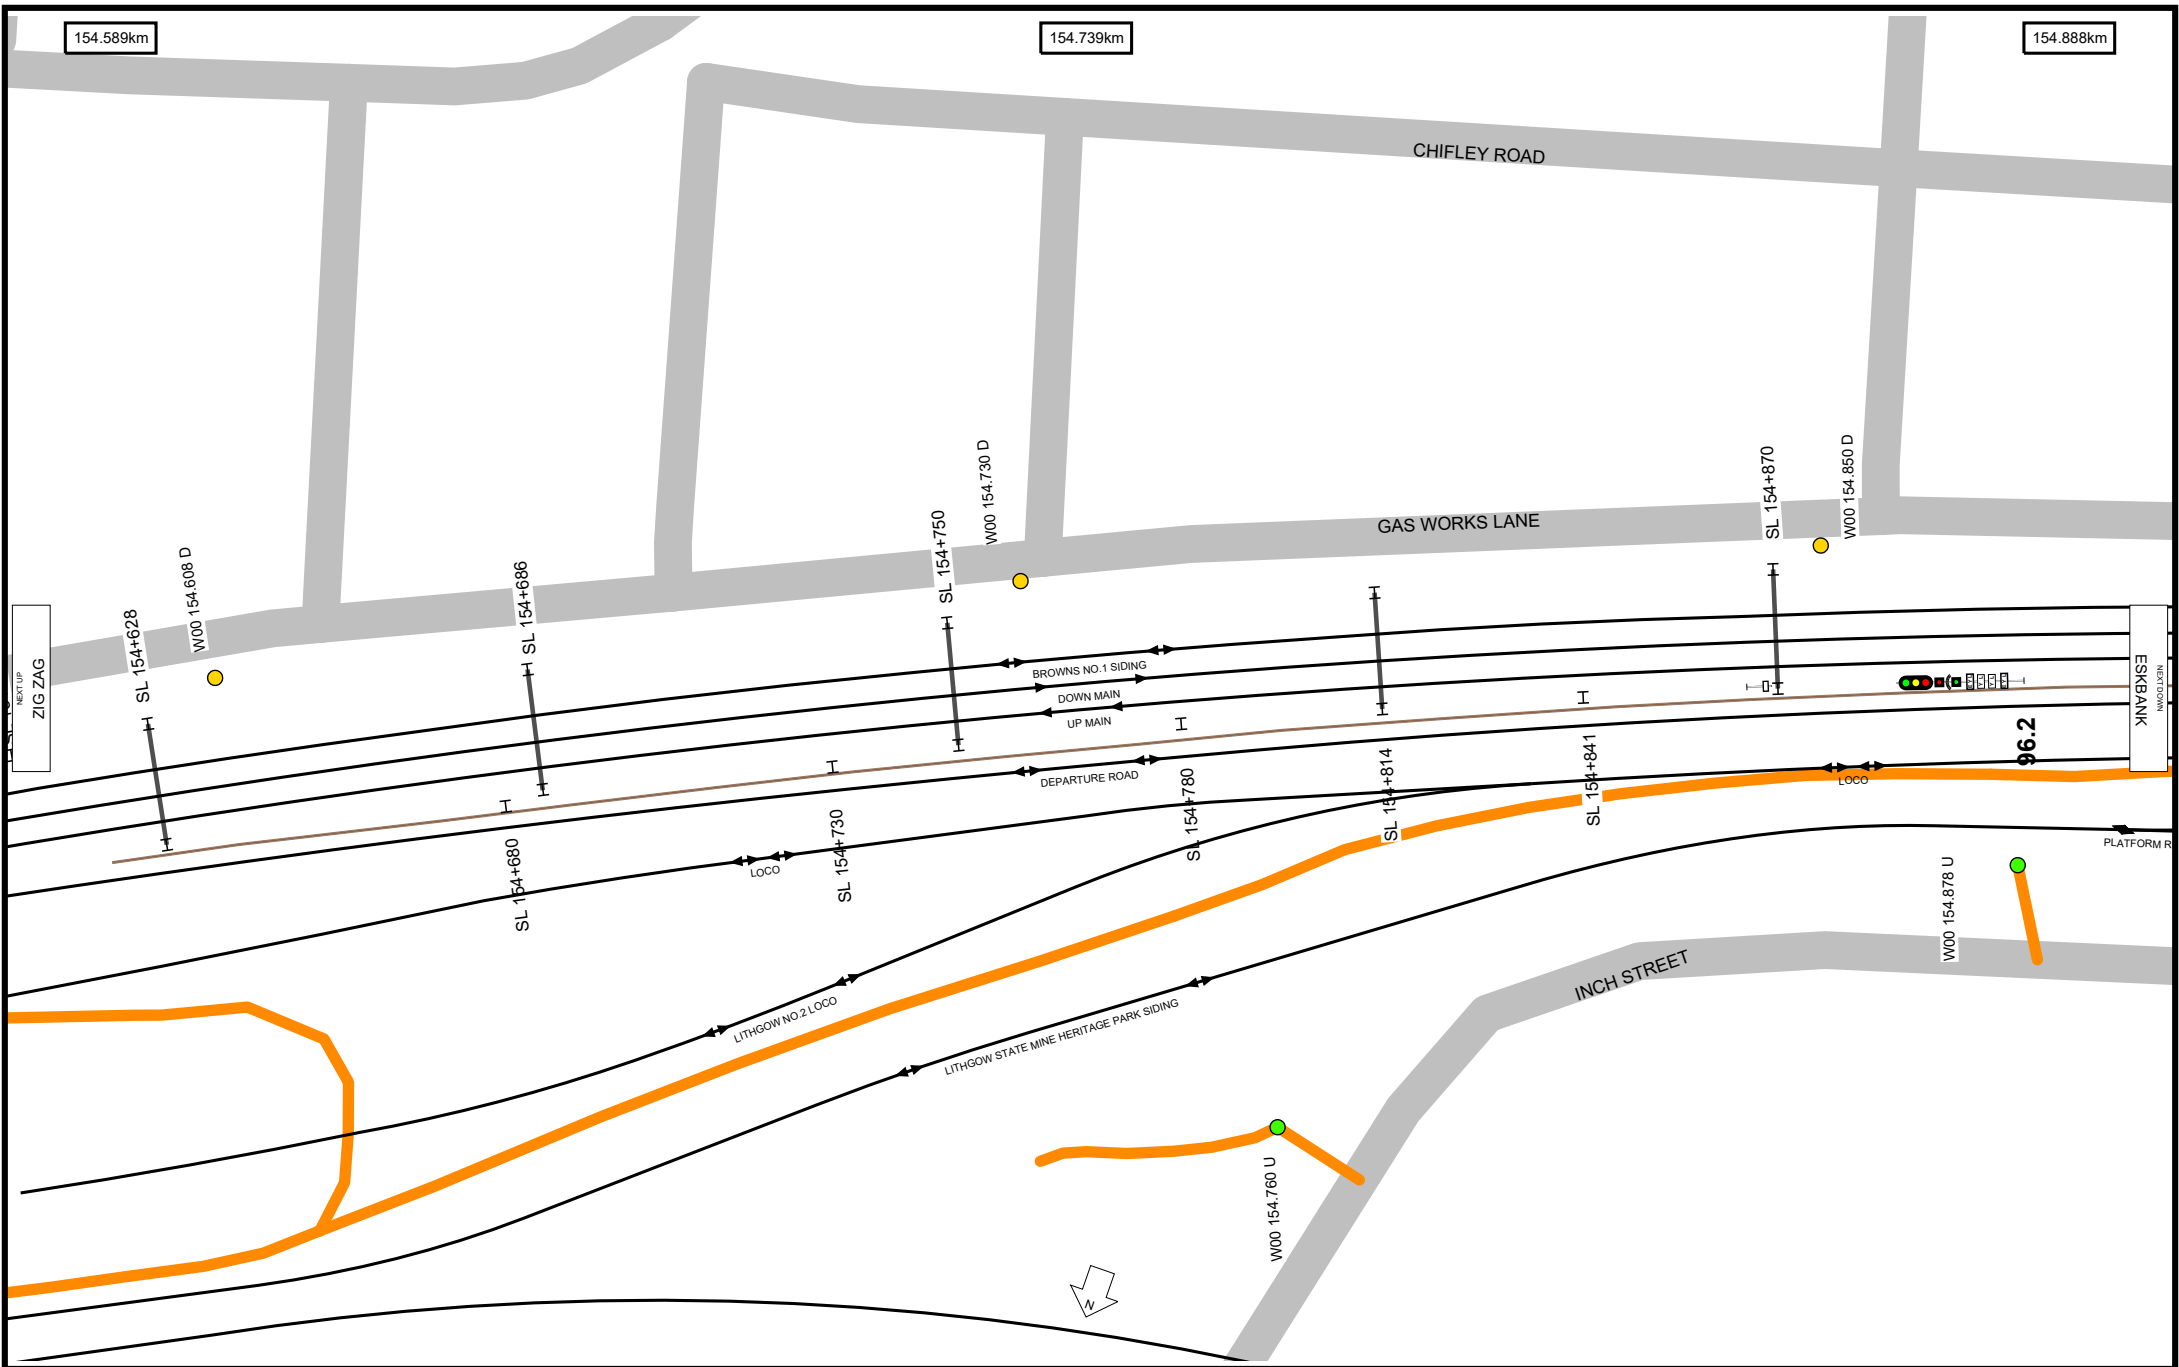 154.589km
154.739km
154.888km
CHIFLEY ROAD
GAS WORKS LANE
W00 154.608 D
W00 154.730 D
W00 154.850 D
SL 154+628
SL 154+686
SL 154+750
SL 154+870
NEXT UP
ZIG ZAG
BROWNS NO.1 SIDING
DOWN MAIN
UP MAIN
DEPARTURE ROAD
NEXT DOWN
ESKBANK
96.2
LOCO
LOCO
SL 154+680
SL 154+730
SL 154+780
SL 154+814
SL 154+841
PLATFORM R
W00 154.878 U
INCH STREET
LITHGOW NO.2 LOCO
LITHGOW STATE MINE HERITAGE PARK SIDING
W00 154.760 U
N